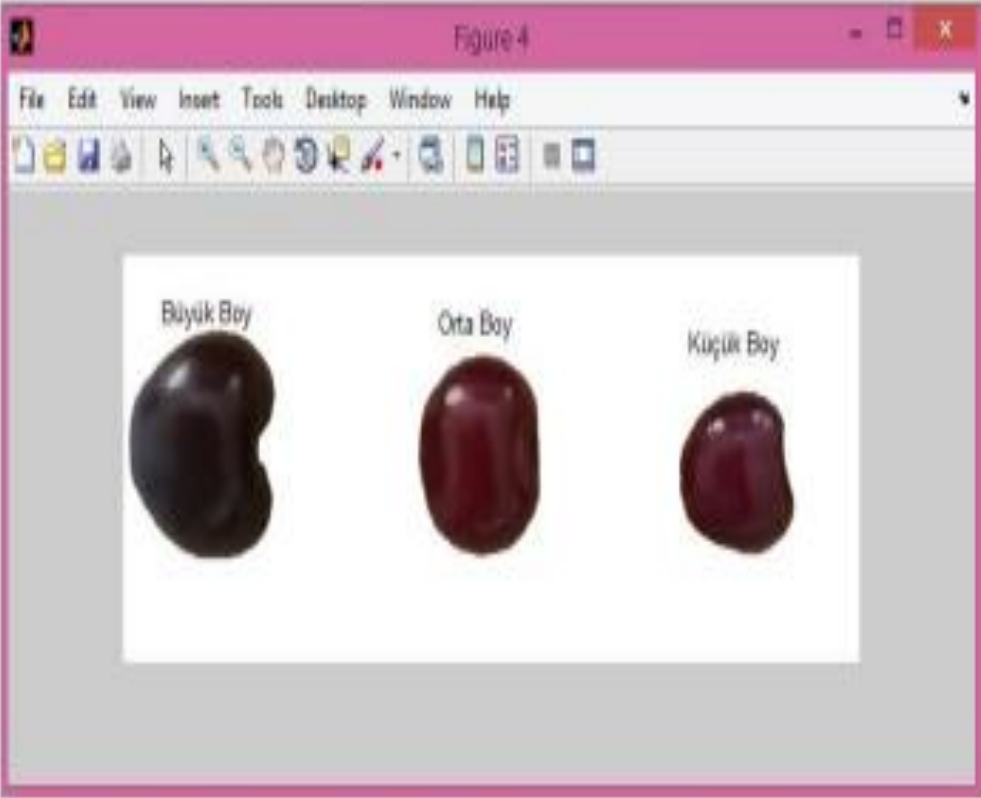 Figure 4
File Edit View Insert Tools Desktop Window Help
Büyük Boy
Orta Boy
Küçük Boy